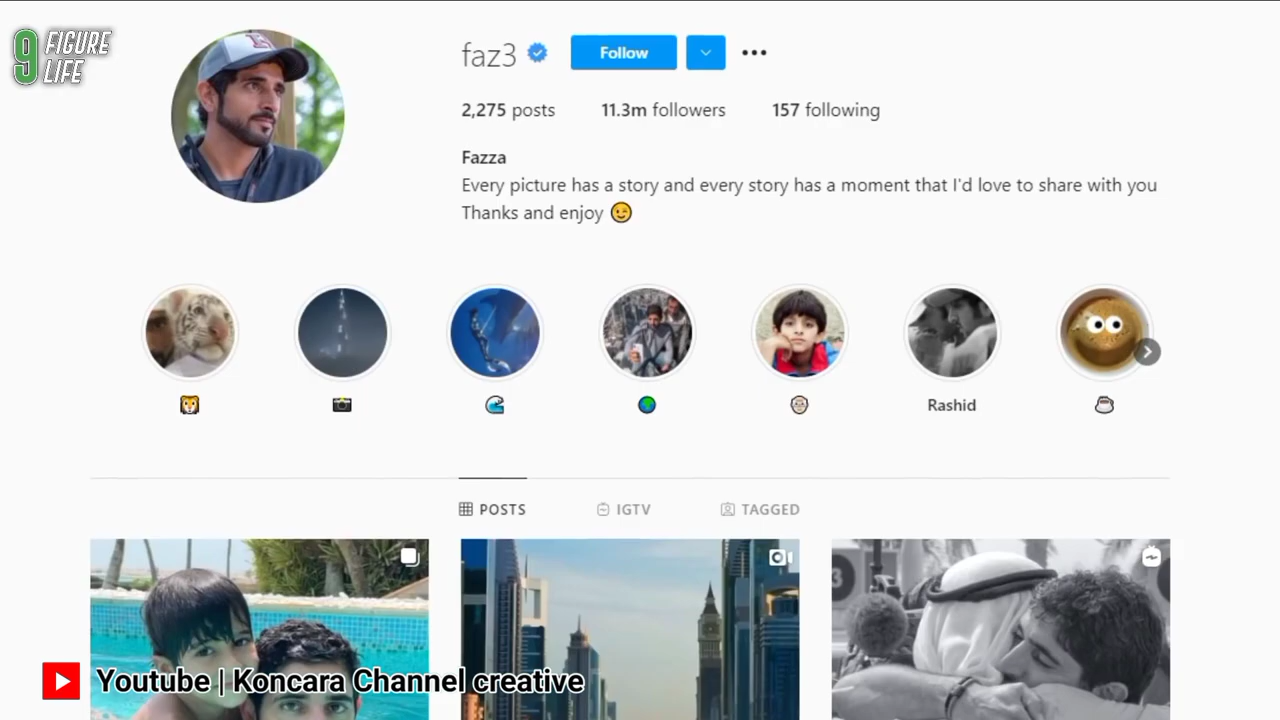 9 FIGURE
LIFE
faz3
Follow
2,275 posts
11.3m followers
157 following
Fazza
Every picture has a story and every story has a moment that I'd love to share with you
Thanks and enjoy 😉
Rashid
POSTS
IGTV
TAGGED
3
Youtube | Koncara Channel creative